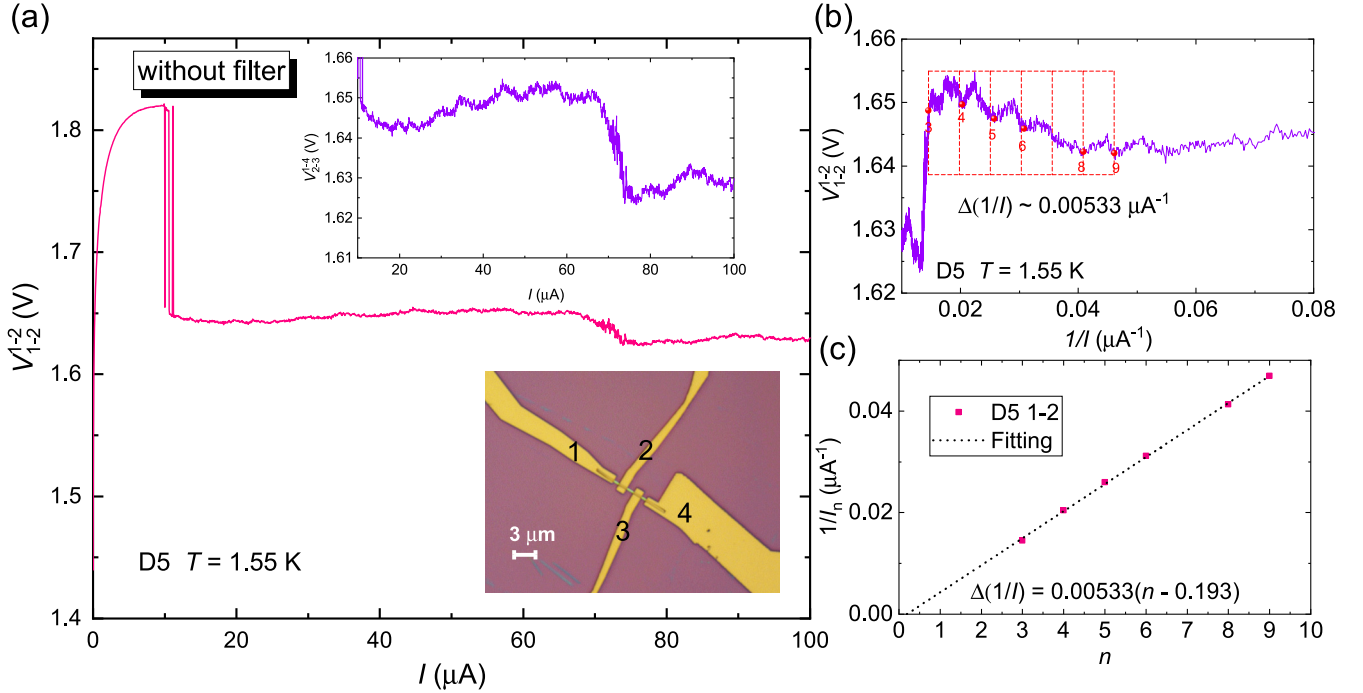 (a)
without filter
1.9
1.8
1.7
1.6
1.5
1.4
0 20 40 60 80 100
V1-2 1-2 (V)
I (μA)
D5 T = 1.55 K
1.66
1.65
1.64
1.63
1.62
1.61
20 40 60 80 100
V1-4 2-3 (V)
I (μA)
1
2
3
4
3 μm
(b)
1.66
1.65
1.64
1.63
1.62
0.02 0.04 0.06 0.08
V1-2 1-2 (V)
1/I (μA-1)
3
4
5
6
8
9
Δ(1/I) ~ 0.00533 μA-1
D5 T = 1.55 K
(c)
0.04
0.02
0.00
0 1 2 3 4 5 6 7 8 9 10
1/In (μA-1)
n
D5 1-2
Fitting
Δ(1/I) = 0.00533(n - 0.193)